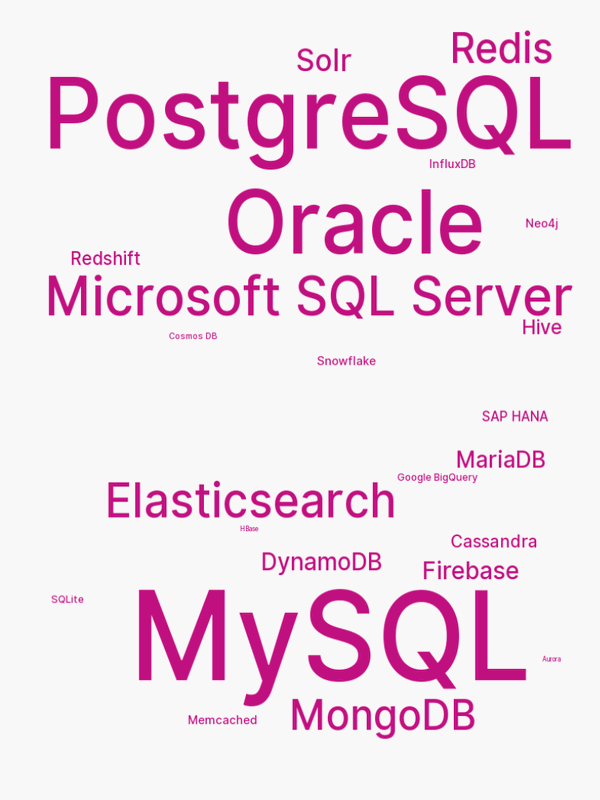 Redis
Solr
PostgreSQL
InfluxDB
Oracle
Neo4j
Redshift
Microsoft SQL Server
Hive
Cosmos DB
Snowflake
SAP HANA
MariaDB
Google BigQuery
Elasticsearch
HBase
Cassandra
DynamoDB
Firebase
SQLite
MySQL
Aurora
MongoDB
Memcached